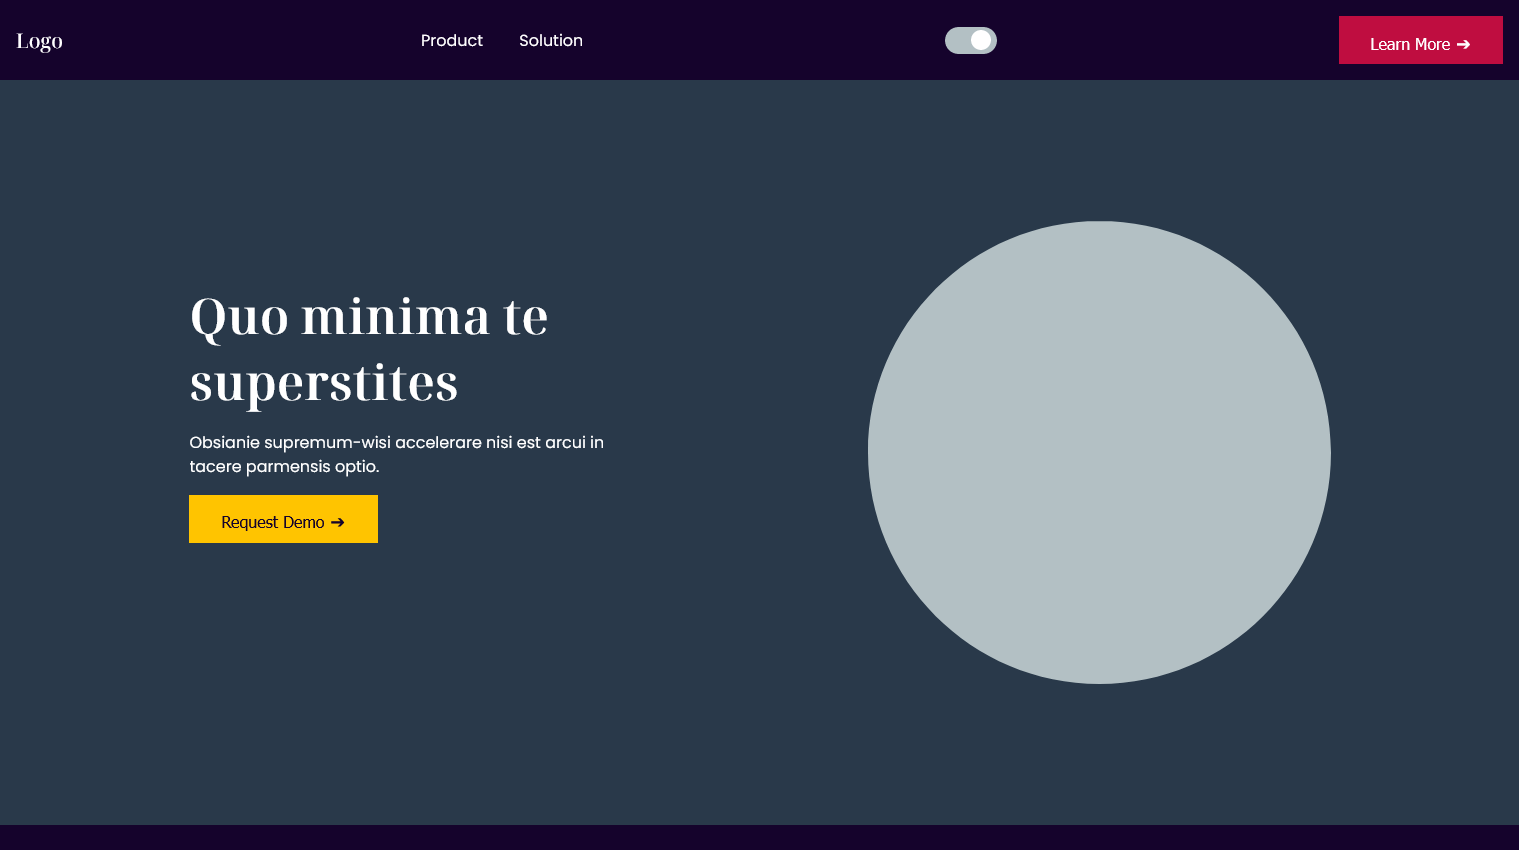 Logo
Product
Solution
Learn More ➔
Quo minima te
superstites
Obsianie supremum-wisi accelerare nisi est arcui in
tacere parmensis optio.
Request Demo ➔